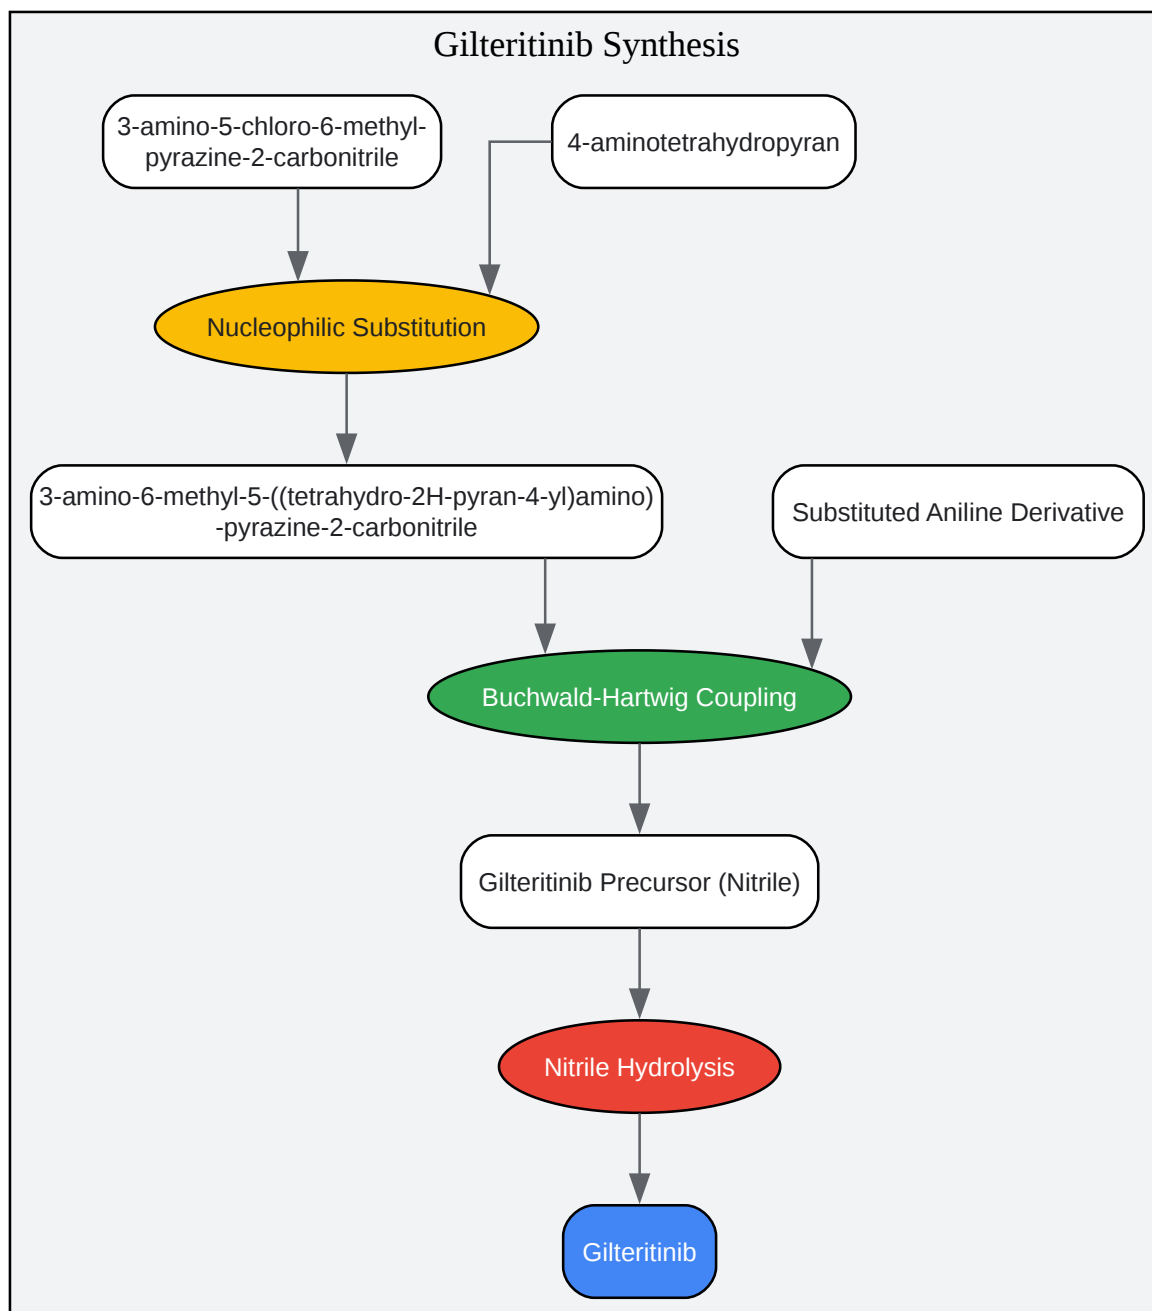 Gilteritinib Synthesis
3-amino-5-chloro-6-methyl-
pyrazine-2-carbonitrile
4-aminotetrahydropyran
Nucleophilic Substitution
3-amino-6-methyl-5-((tetrahydro-2H-pyran-4-yl)amino)
-pyrazine-2-carbonitrile
Substituted Aniline Derivative
Buchwald-Hartwig Coupling
Gilteritinib Precursor (Nitrile)
Nitrile Hydrolysis
Gilteritinib